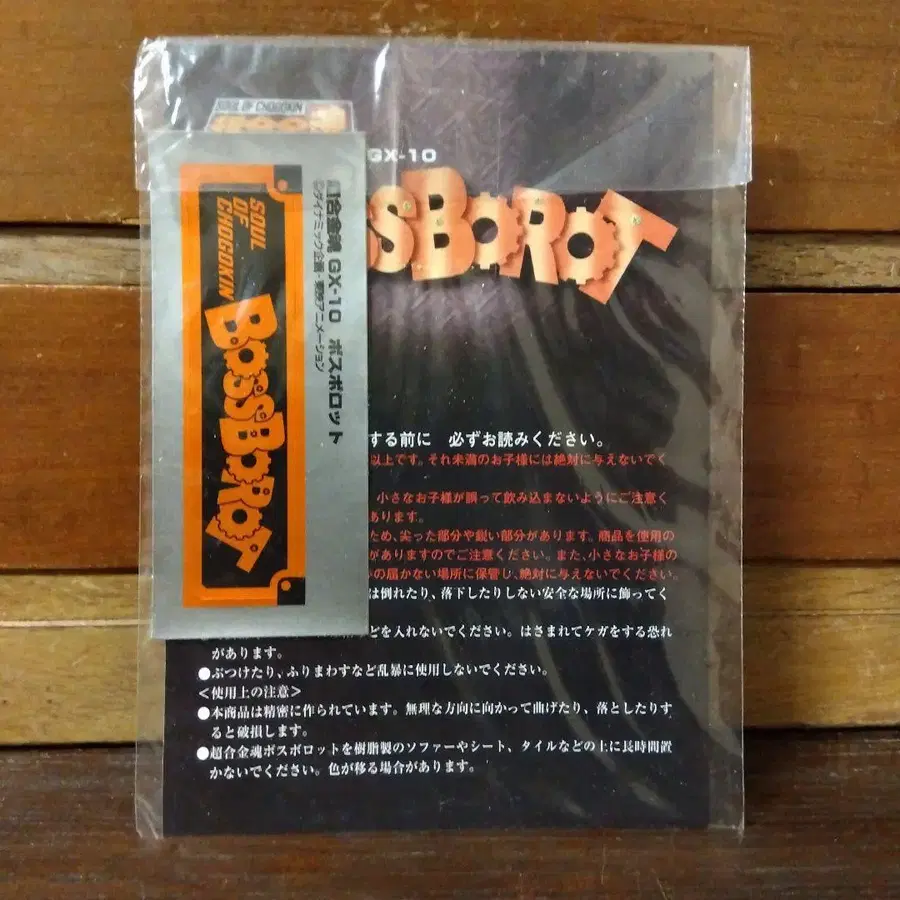 SOUL OF CHOGOKIN
GX-10
BOSSBOROT
SOUL
OF
CHOGOKIN
BOSSBOROT
合金魂 GX-10 ボスボロット
©ダイナミック企画・東映アニメーション
する前に 必ずお読みください。
以上です。それ未満のお子様には絶対に与えないでく
小さなお子様が誤って飲み込まないようにご注意く
あります。
ため、尖った部分や鋭い部分があります。商品を使用の
がありますのでご注意ください。また、小さなお子様の
の届かない場所に保管し、絶対に与えないでください。
は倒れたり、落下したりしない安全な場所に飾ってく
どを入れないでください。はさまれてケガをする恐れ
があります。
●ぶつけたり、ふりまわすなど乱暴に使用しないでください。
＜使用上の注意＞
●本商品は精密に作られています。無理な方向に向かって曲げたり、落としたりす
ると破損します。
●超合金魂ボスボロットを樹脂製のソファーやシート、タイルなどの上に長時間置
かないでください。色が移る場合があります。